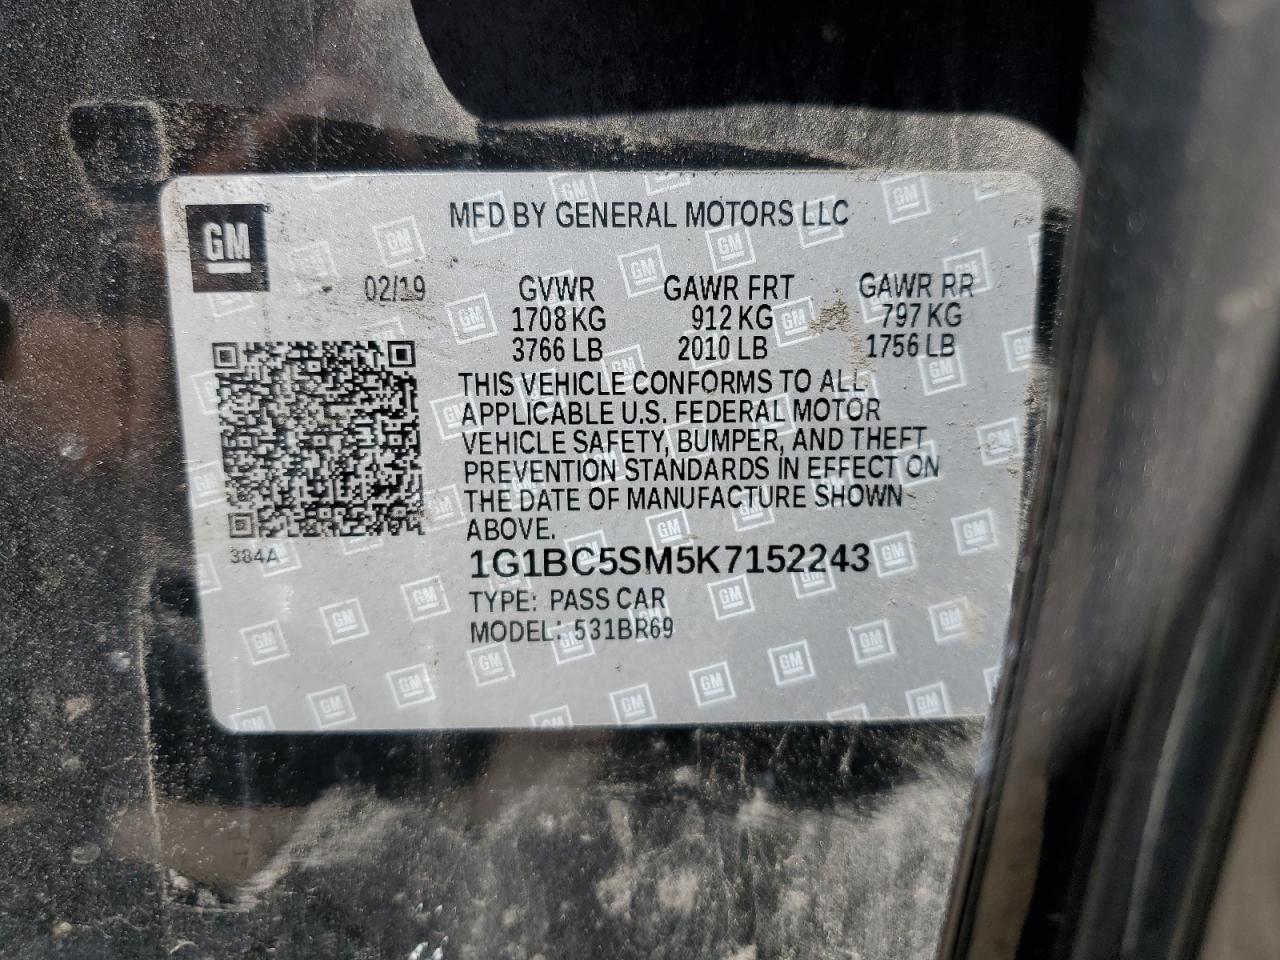 MFD BY GENERAL MOTORS LLC
GM
02/19 GVWR GAWR FRT GAWR RR
1708 KG 912 KG 797 KG
3766 LB 2010 LB 1756 LB
THIS VEHICLE CONFORMS TO ALL
APPLICABLE U.S. FEDERAL MOTOR
VEHICLE SAFETY, BUMPER, AND THEFT
PREVENTION STANDARDS IN EFFECT ON
THE DATE OF MANUFACTURE SHOWN
ABOVE.
384A
1G1BC5SM5K7152243
TYPE: PASS CAR
MODEL: 531BR69